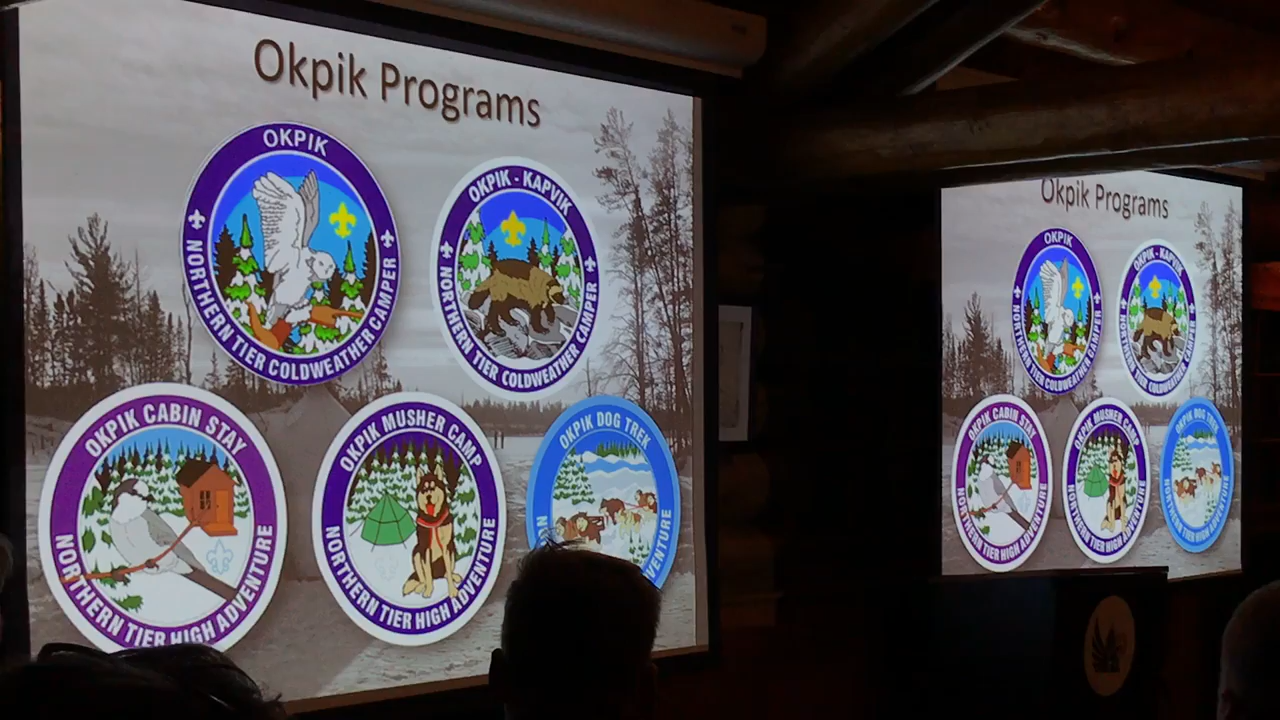 Okpik Programs
OKPIK
NORTHERN TIER COLDWEATHER CAMPER
OKPIK - KAPVIK
NORTHERN TIER COLDWEATHER CAMPER
OKPIK CABIN STAY
NORTHERN TIER HIGH ADVENTURE
OKPIK MUSHER CAMP
NORTHERN TIER HIGH ADVENTURE
OKPIK DOG TREK
Okpik Programs
OKPIK
NORTHERN TIER COLDWEATHER CAMPER
OKPIK - KAPVIK
NORTHERN TIER COLDWEATHER CAMPER
OKPIK CABIN STAY
NORTHERN TIER HIGH ADVENTURE
OKPIK MUSHER CAMP
NORTHERN TIER HIGH ADVENTURE
OKPIK DOG TREK
NORTHERN TIER HIGH ADVENTURE